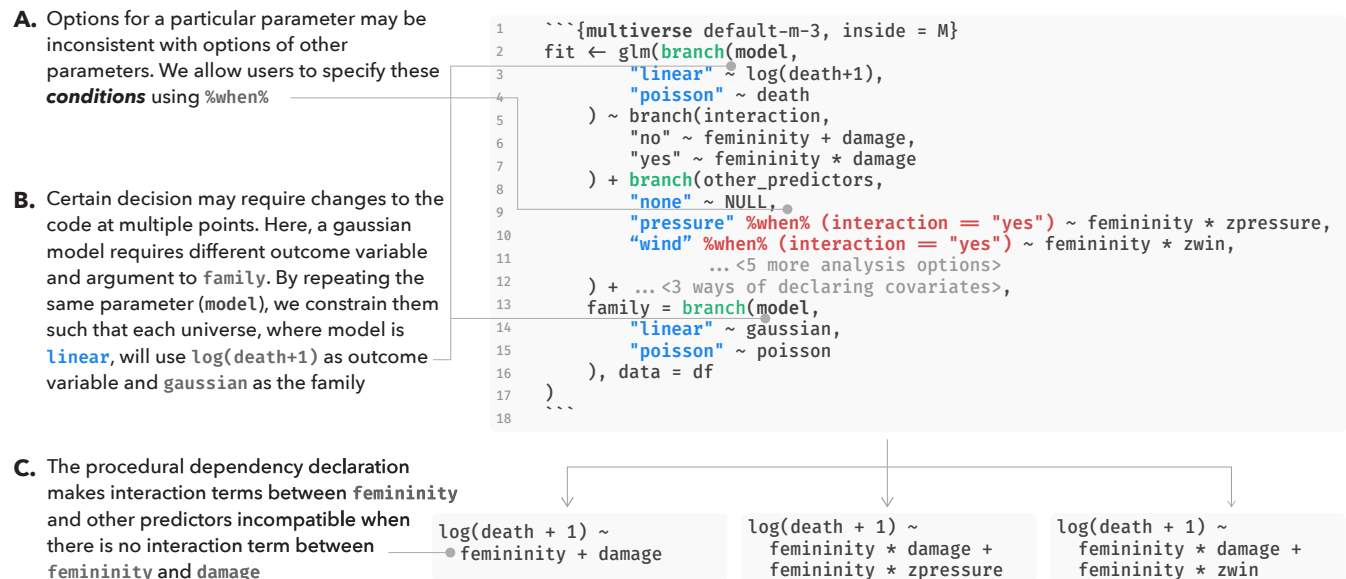 A. Options for a particular parameter may be
inconsistent with options of other
parameters. We allow users to specify these
conditions using %when%
B. Certain decision may require changes to the
code at multiple points. Here, a gaussian
model requires different outcome variable
and argument to family. By repeating the
same parameter (model), we constrain them
such that each universe, where model is
linear, will use log(death+1) as outcome
variable and gaussian as the family
1 ```{multiverse default-m-3, inside = M}
2 fit ← glm(branch(model,
3 "linear" ~ log(death+1),
4 "poisson" ~ death
5 ) ~ branch(interaction,
6 "no" ~ femininity + damage,
7 "yes" ~ femininity * damage
8 ) + branch(other_predictors,
9 "none" ~ NULL,
"pressure" %when% (interaction == "yes") ~ femininity * zpressure,
10 “wind” %when% (interaction == "yes") ~ femininity * zwin,
11 ... <5 more analysis options>
12 ) + ... <3 ways of declaring covariates>,
13 family = branch(model,
14 "linear" ~ gaussian,
15 "poisson" ~ poisson
16 ), data = df
17 )
18 ```
C. The procedural dependency declaration
makes interaction terms between femininity
and other predictors incompatible when
there is no interaction term between
femininity and damage
log(death + 1) ~
femininity + damage
log(death + 1) ~
femininity * damage +
femininity * zpressure
log(death + 1) ~
femininity * damage +
femininity * zwin